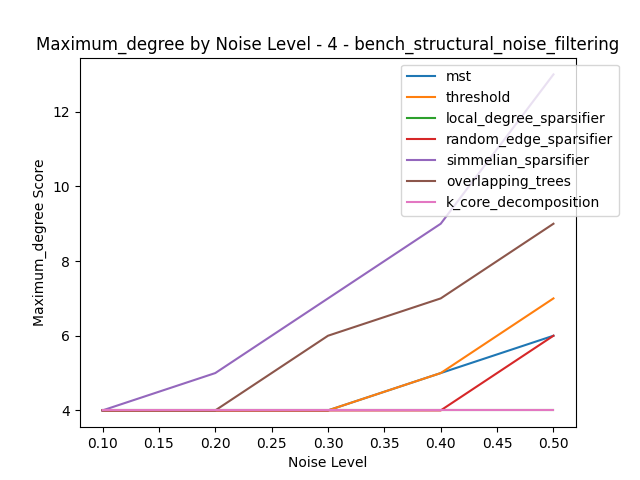 Maximum_degree by Noise Level - 4 - bench_structural_noise_filtering
mst
threshold
local_degree_sparsifier
random_edge_sparsifier
simmelian_sparsifier
overlapping_trees
k_core_decomposition
Maximum_degree Score
12
10
8
6
4
0.10 0.15 0.20 0.25 0.30 0.35 0.40 0.45 0.50
Noise Level